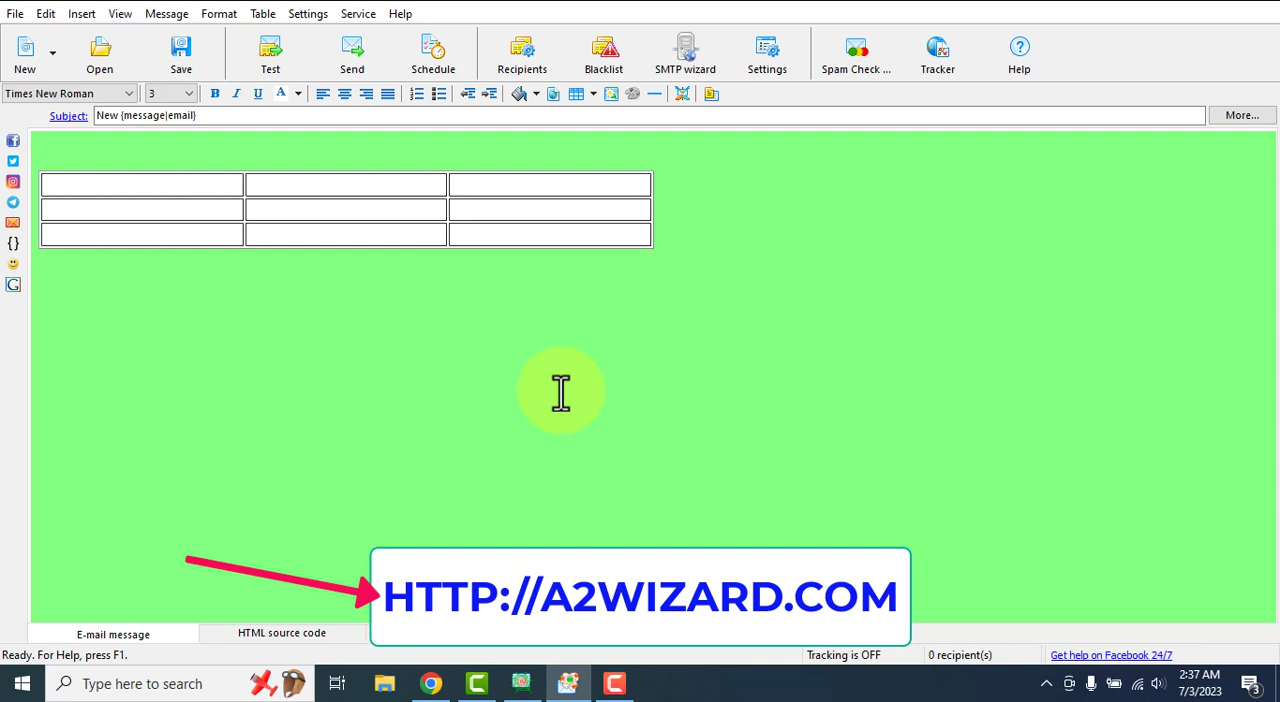 File Edit Insert View Message Format Table Settings Service Help
New Open Save Test Send Schedule Recipients Blacklist SMTP wizard Settings Spam Check ... Tracker Help
Times New Roman 3 B I U A
Subject: New {message|email} More...
{}
G
HTTP://A2WIZARD.COM
E-mail message HTML source code
Ready. For Help, press F1. Tracking is OFF 0 recipient(s) Get help on Facebook 24/7
Type here to search 2:37 AM
7/3/2023 3